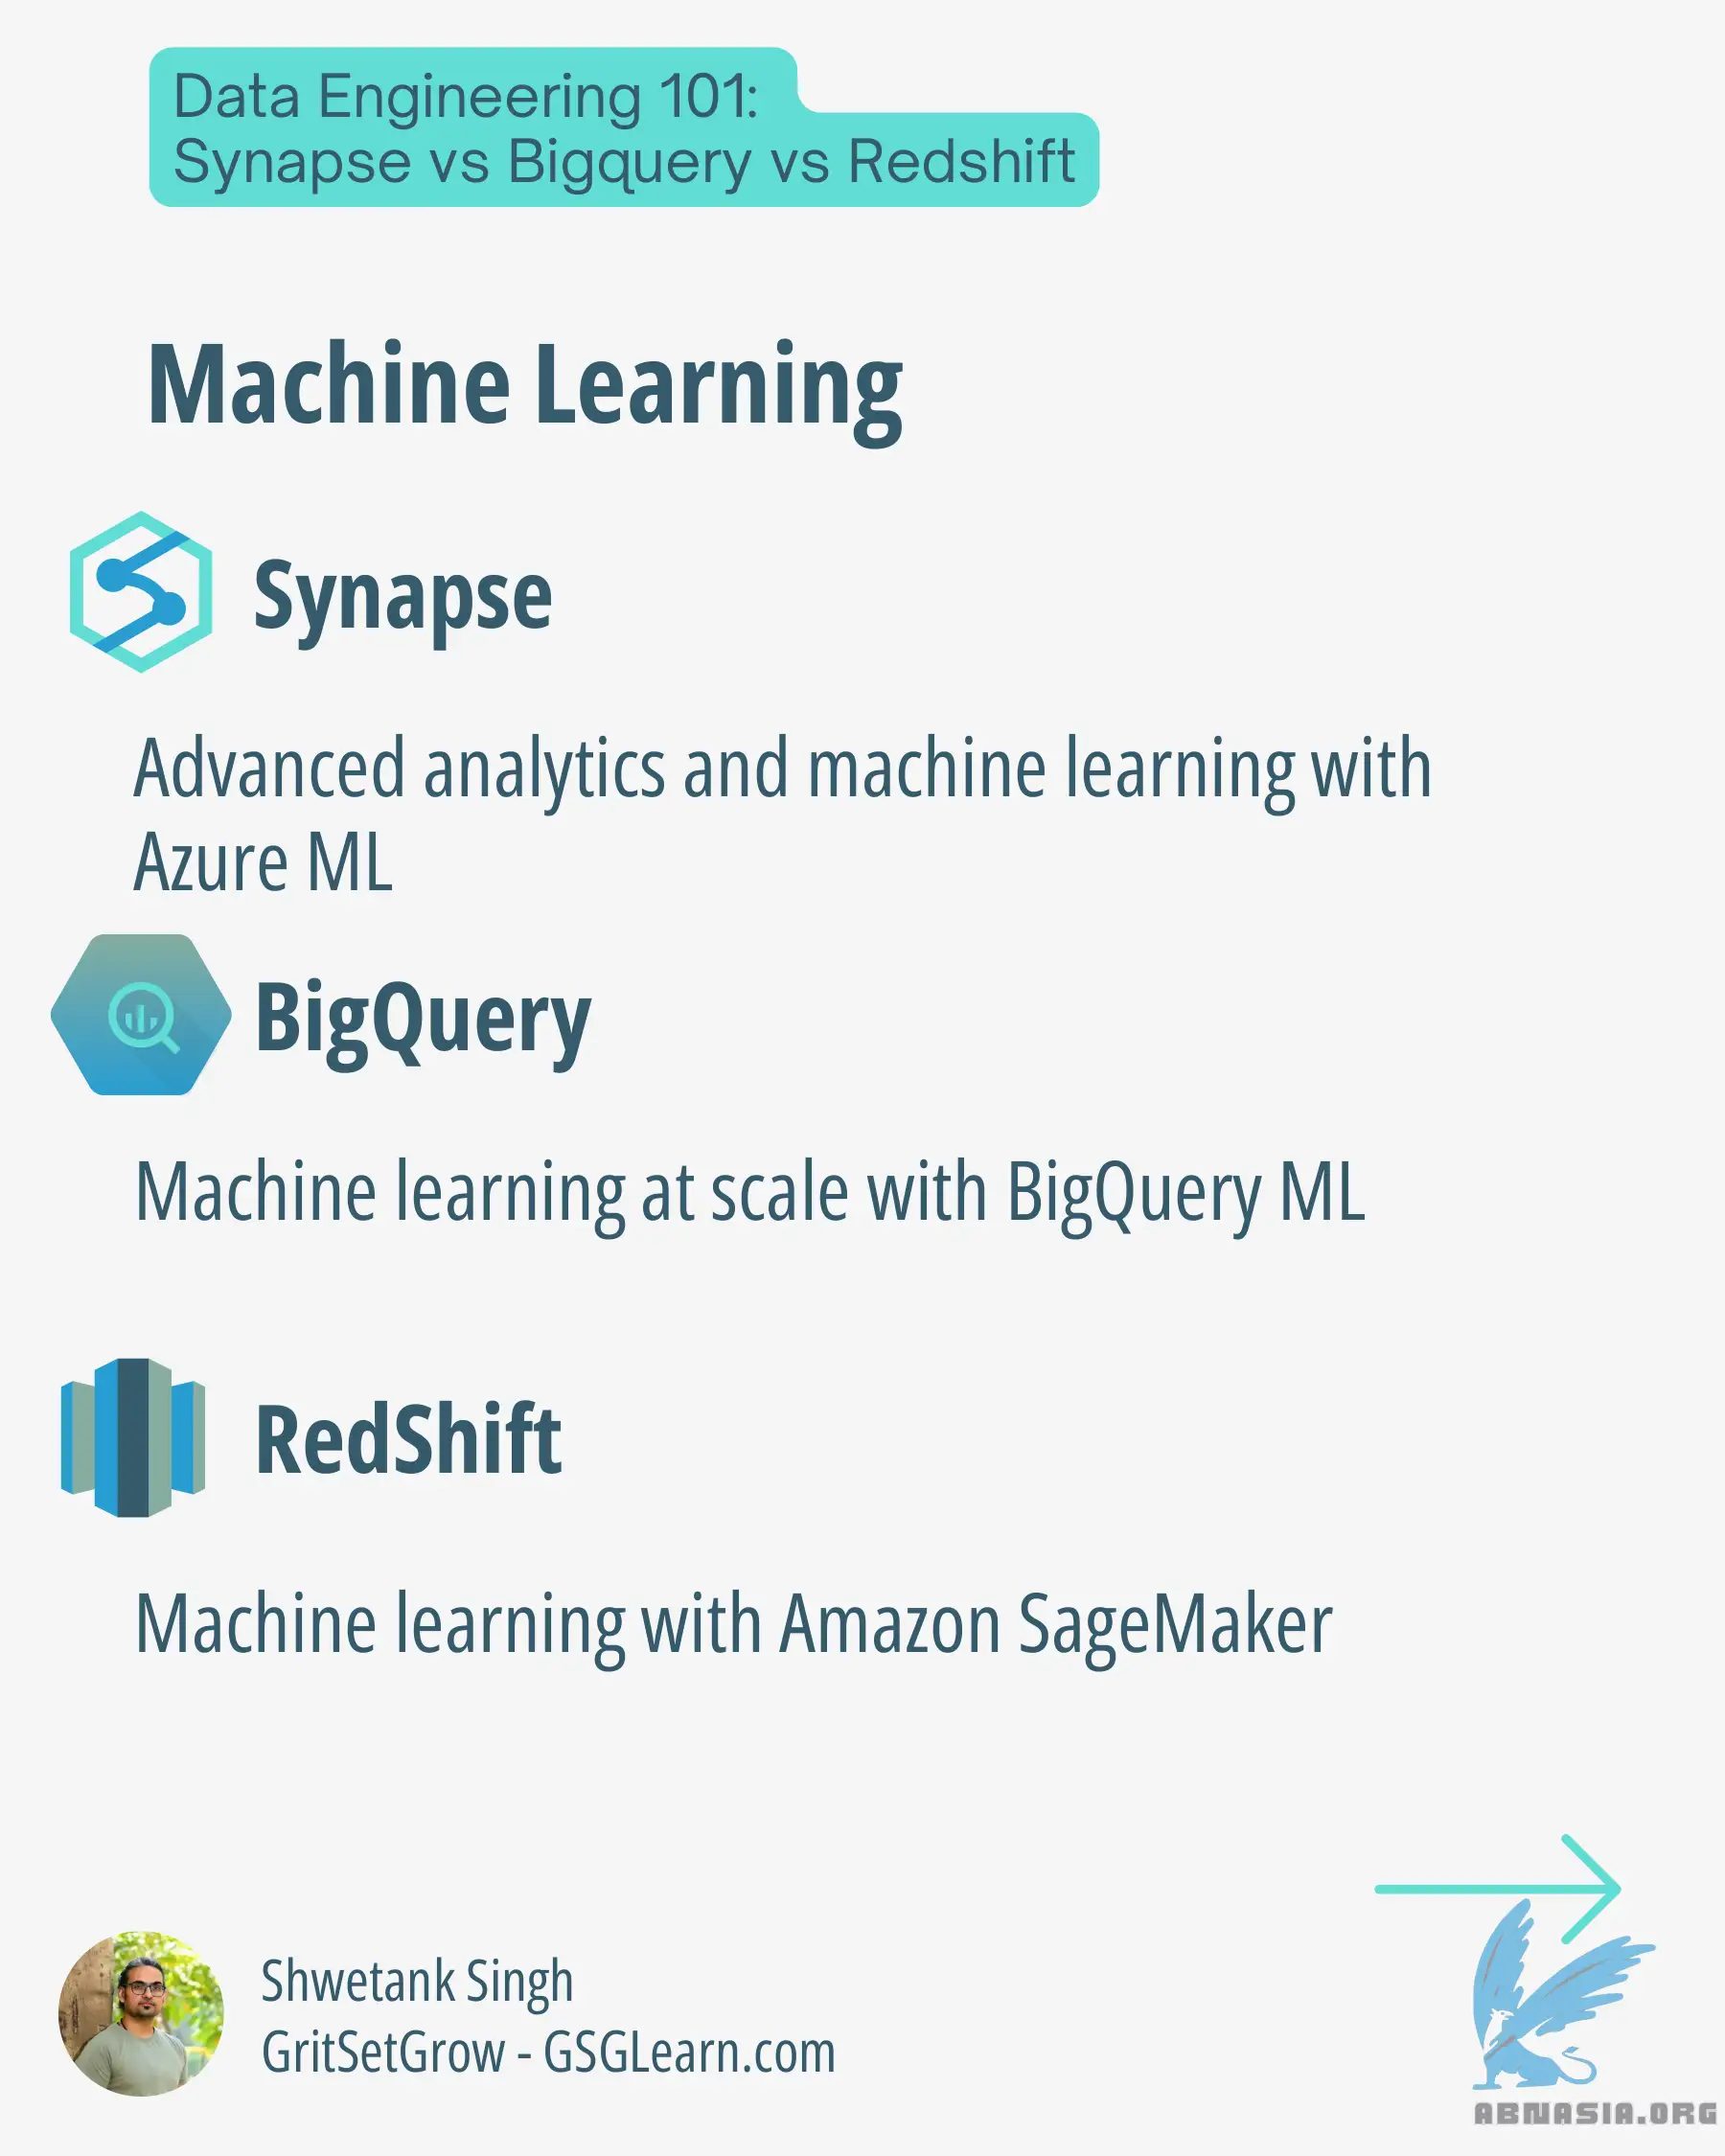 Data Engineering 101:
Synapse vs Bigquery vs Redshift
Machine Learning
Synapse
Advanced analytics and machine learning with
Azure ML
BigQuery
Machine learning at scale with BigQuery ML
RedShift
Machine learning with Amazon SageMaker
Shwetank Singh
GritSetGrow - GSGLearn.com
ABNASIA.ORG